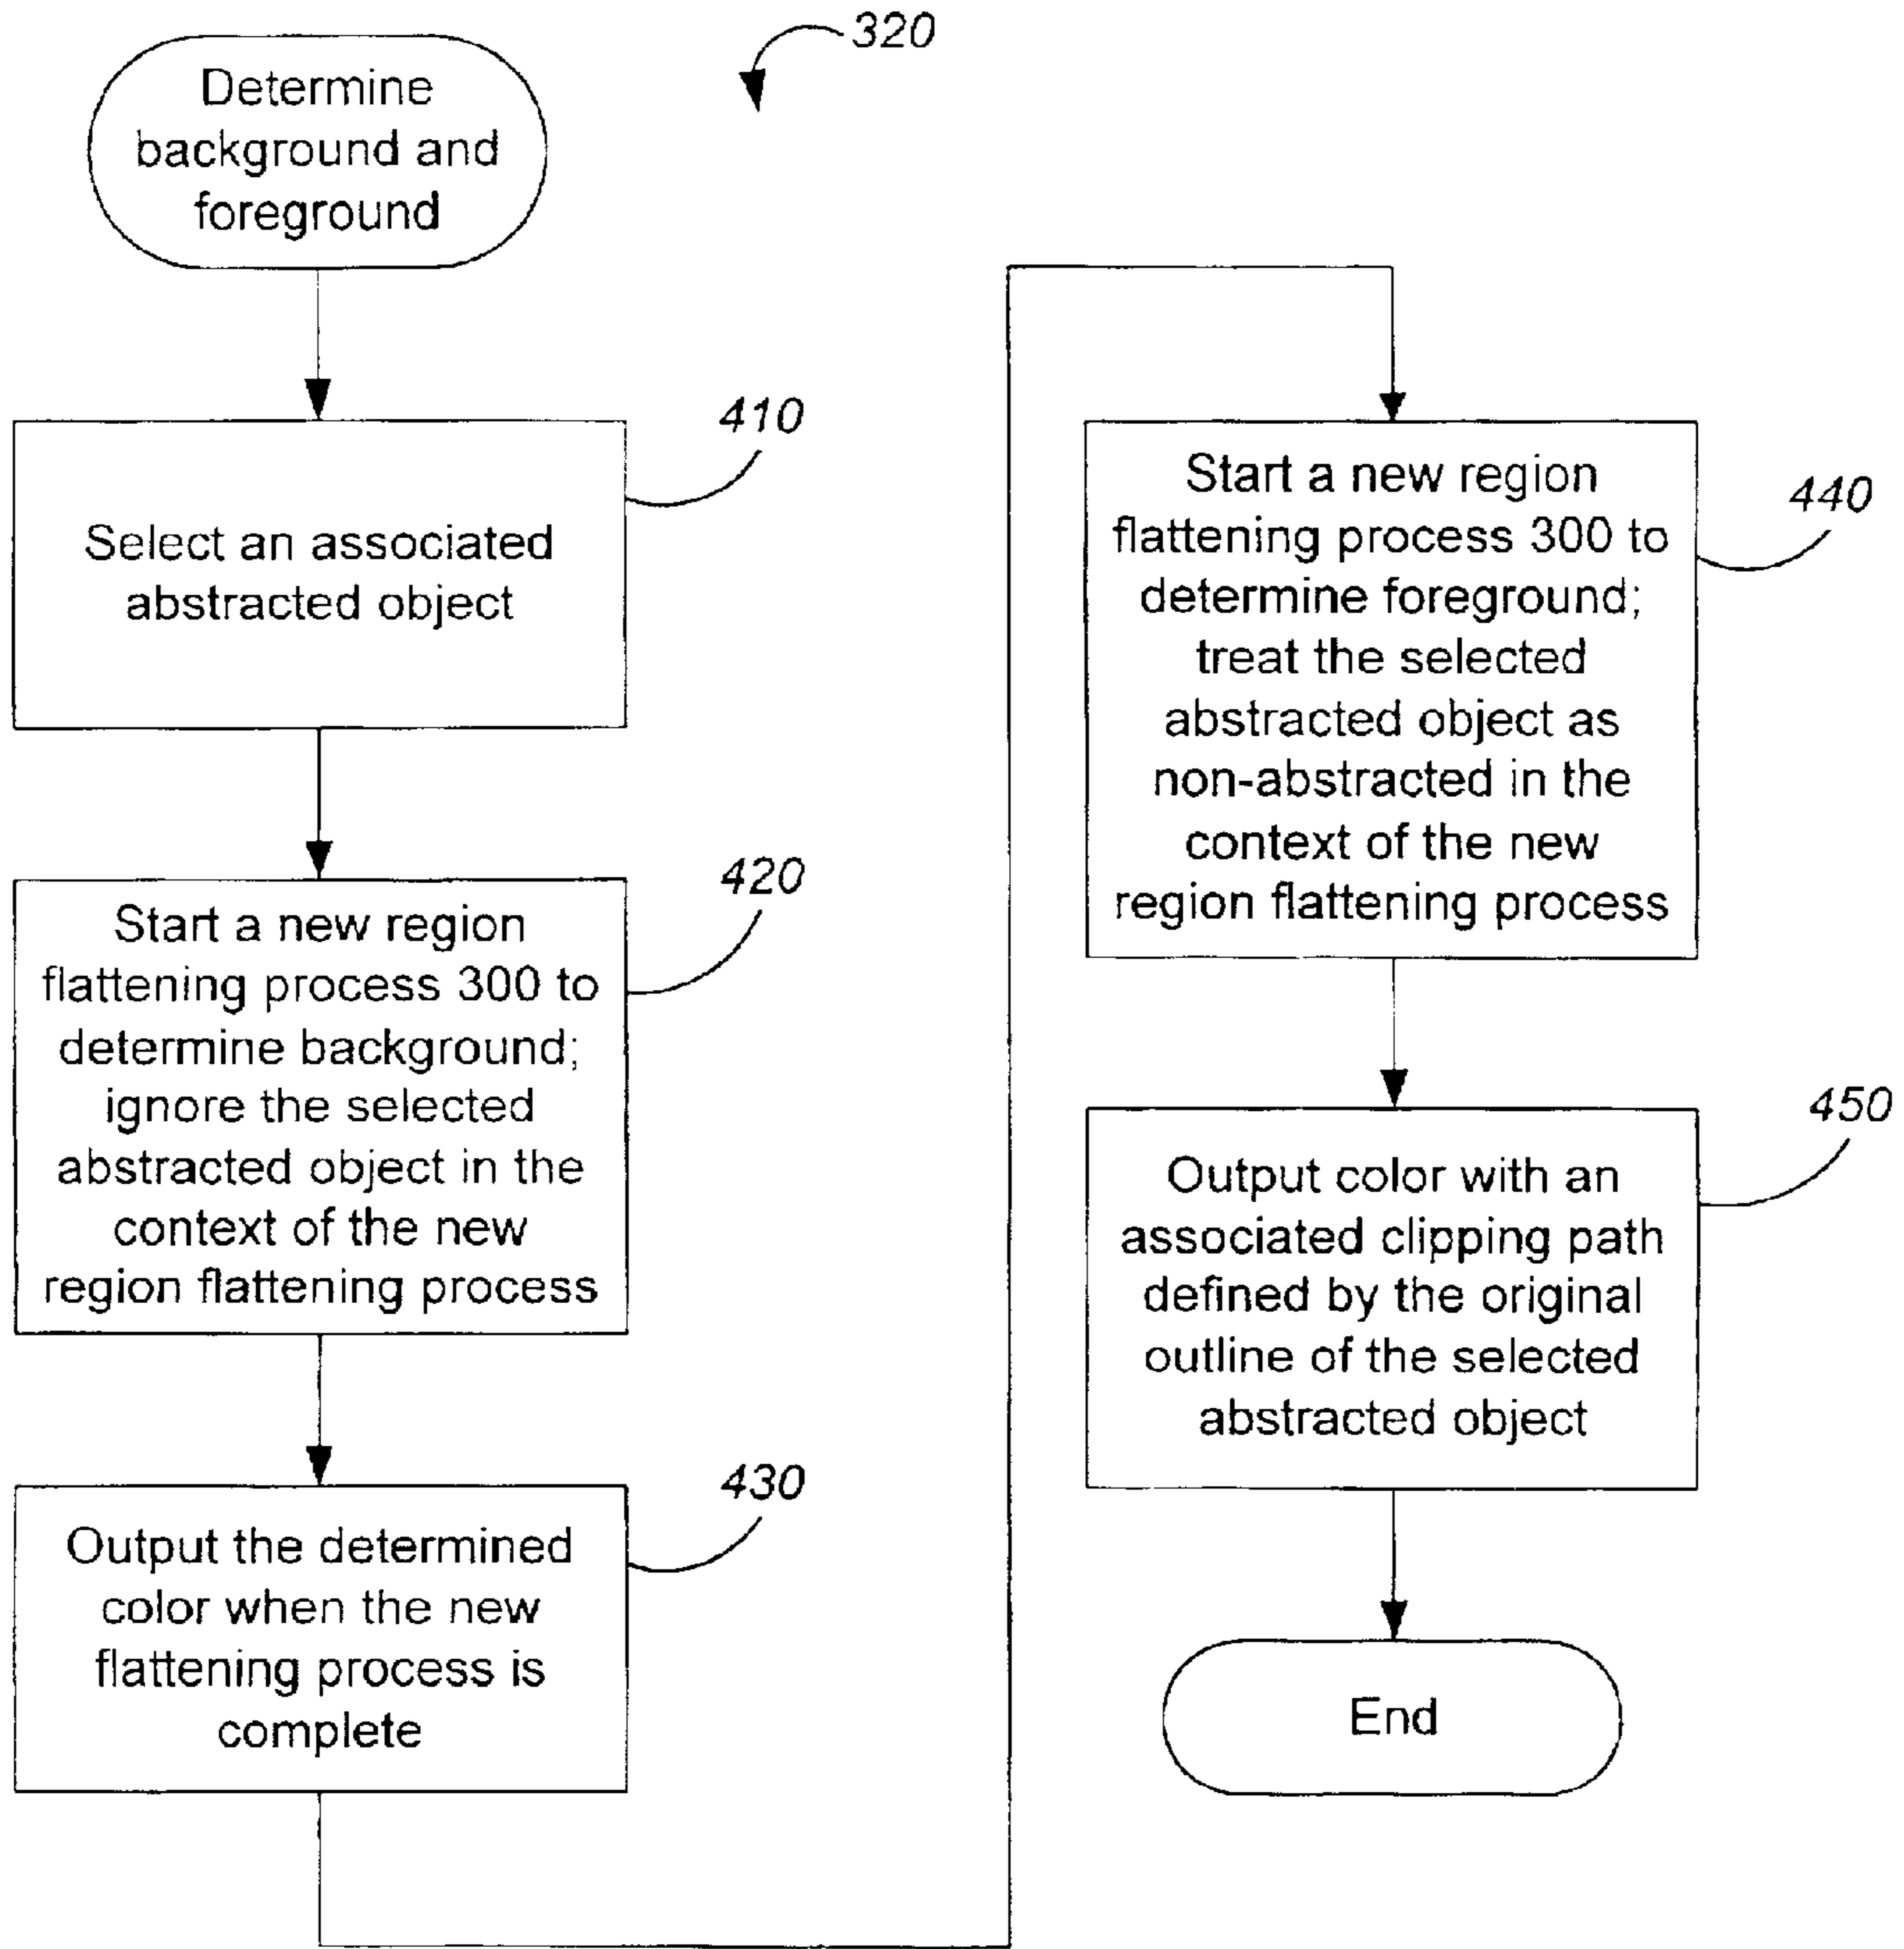 320
Determine
background and
foreground
410
Select an associated
abstracted object
420
Start a new region
flattening process 300 to
determine background;
ignore the selected
abstracted object in the
context of the new
region flattening process
430
Output the determined
color when the new
flattening process is
complete
440
Start a new region
flattening process 300 to
determine foreground;
treat the selected
abstracted object as
non-abstracted in the
context of the new
region flattening process
450
Output color with an
associated clipping path
defined by the original
outline of the selected
abstracted object
End